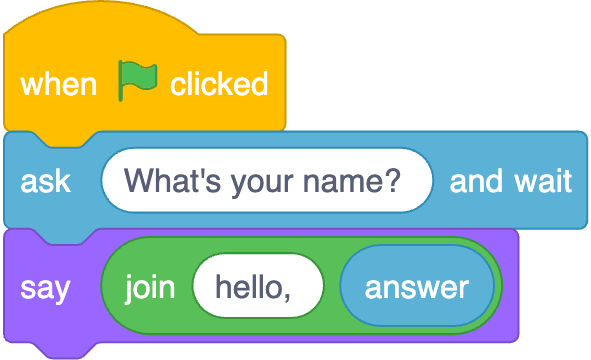 when clicked
ask What's your name? and wait
say join hello, answer